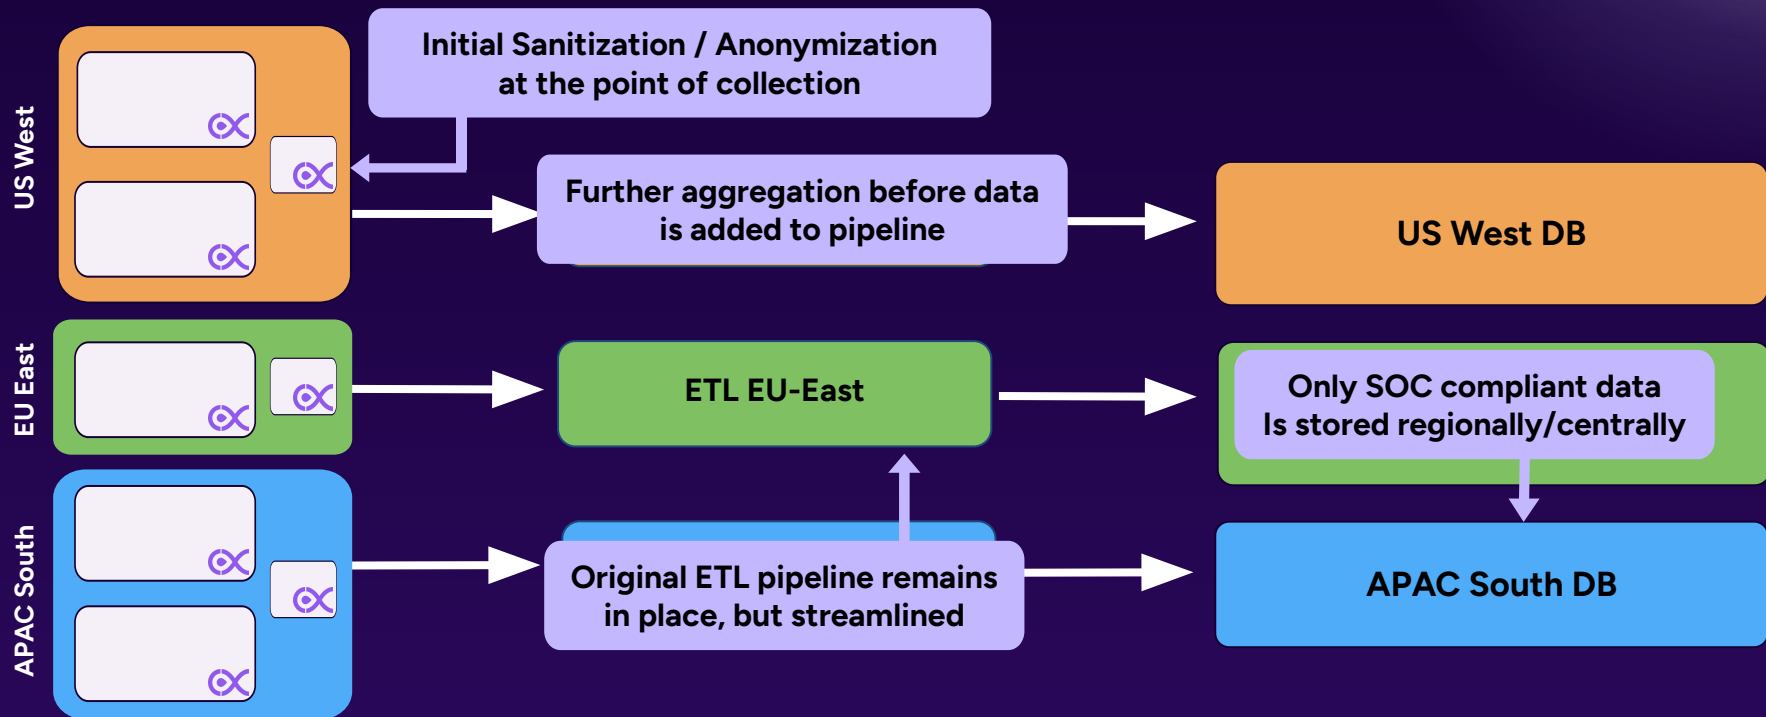 US West
Initial Sanitization / Anonymization
at the point of collection
Further aggregation before data
is added to pipeline
US West DB
EU East
ETL EU-East
Only SOC compliant data
Is stored regionally/centrally
APAC South
Original ETL pipeline remains
in place, but streamlined
APAC South DB